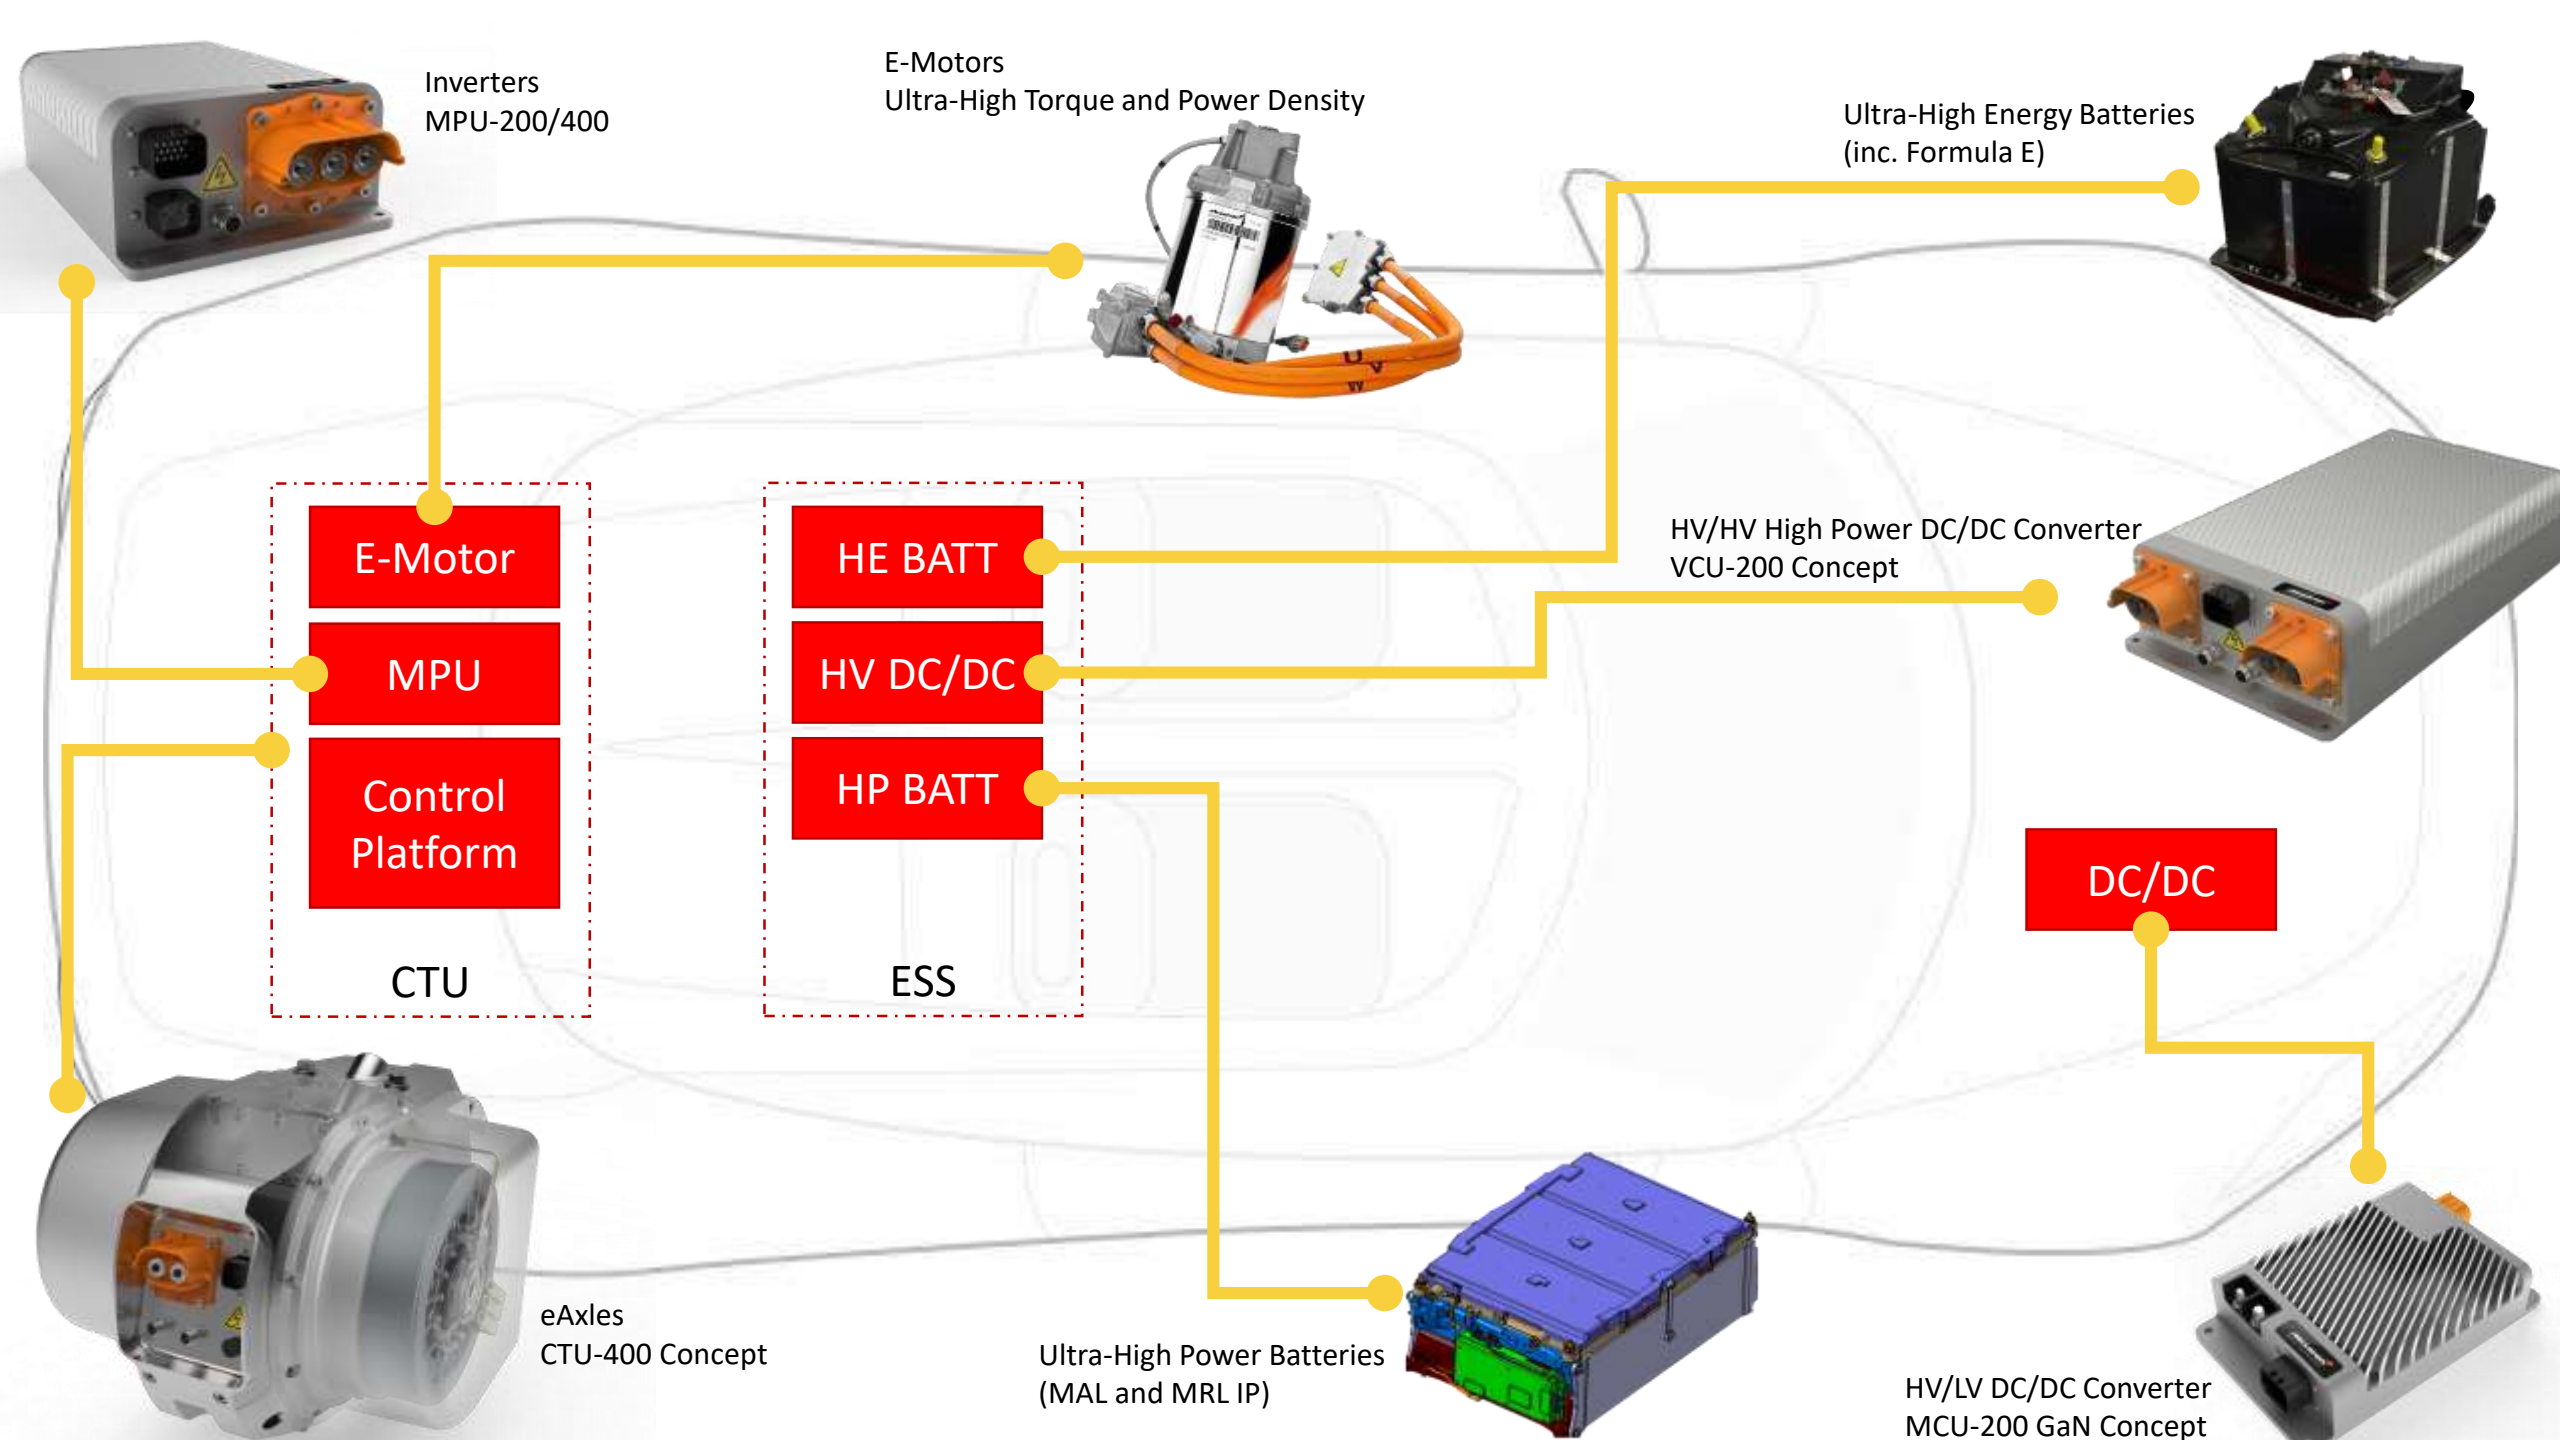 Inverters
MPU-200/400
E-Motors
Ultra-High Torque and Power Density
Ultra-High Energy Batteries
(inc. Formula E)
U
V
W
HV/HV High Power DC/DC Converter
VCU-200 Concept
E-Motor
MPU
Control
Platform
CTU
HE BATT
HV DC/DC
HP BATT
ESS
DC/DC
eAxles
CTU-400 Concept
Ultra-High Power Batteries
(MAL and MRL IP)
HV/LV DC/DC Converter
MCU-200 GaN Concept